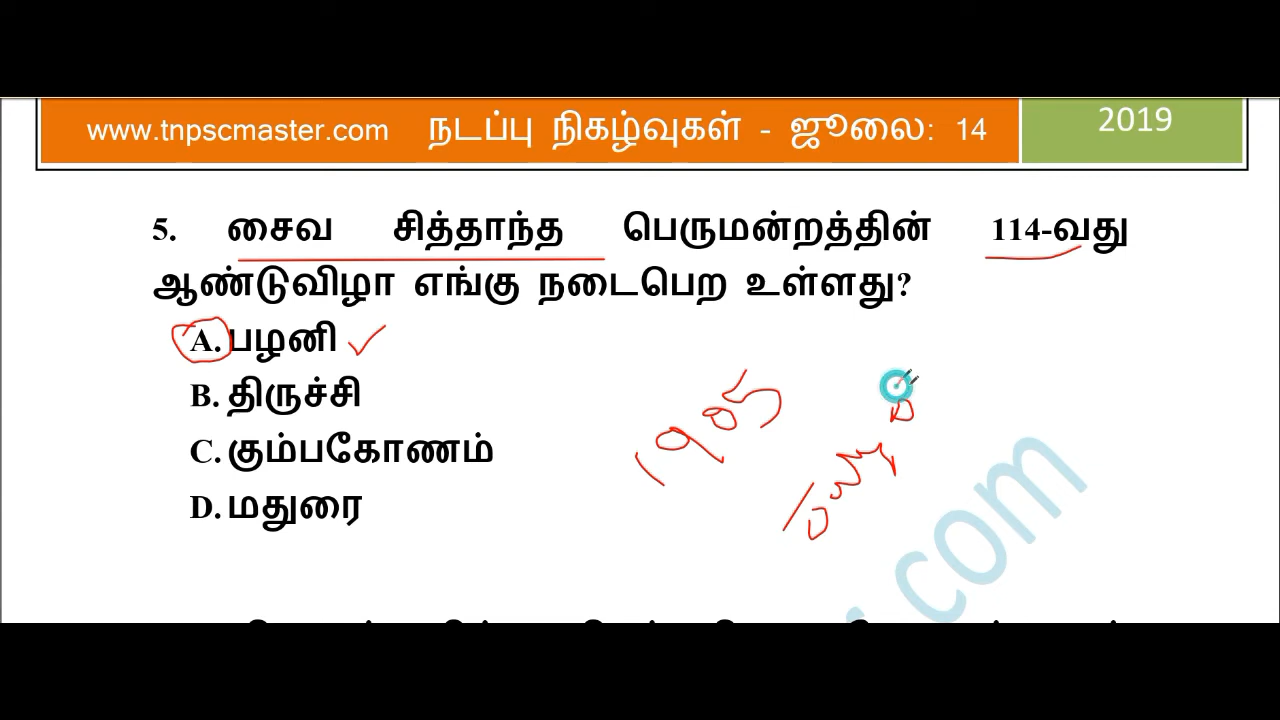 www.tnpscmaster.com நடப்பு நிகழ்வுகள் - ஜூலை: 14 2019
5. சைவ சித்தாந்த பெருமன்றத்தின் 114-வது
ஆண்டுவிழா எங்கு நடைபெற உள்ளது?
A. பழனி
B. திருச்சி
C. கும்பகோணம்
D. மதுரை
1905
.com